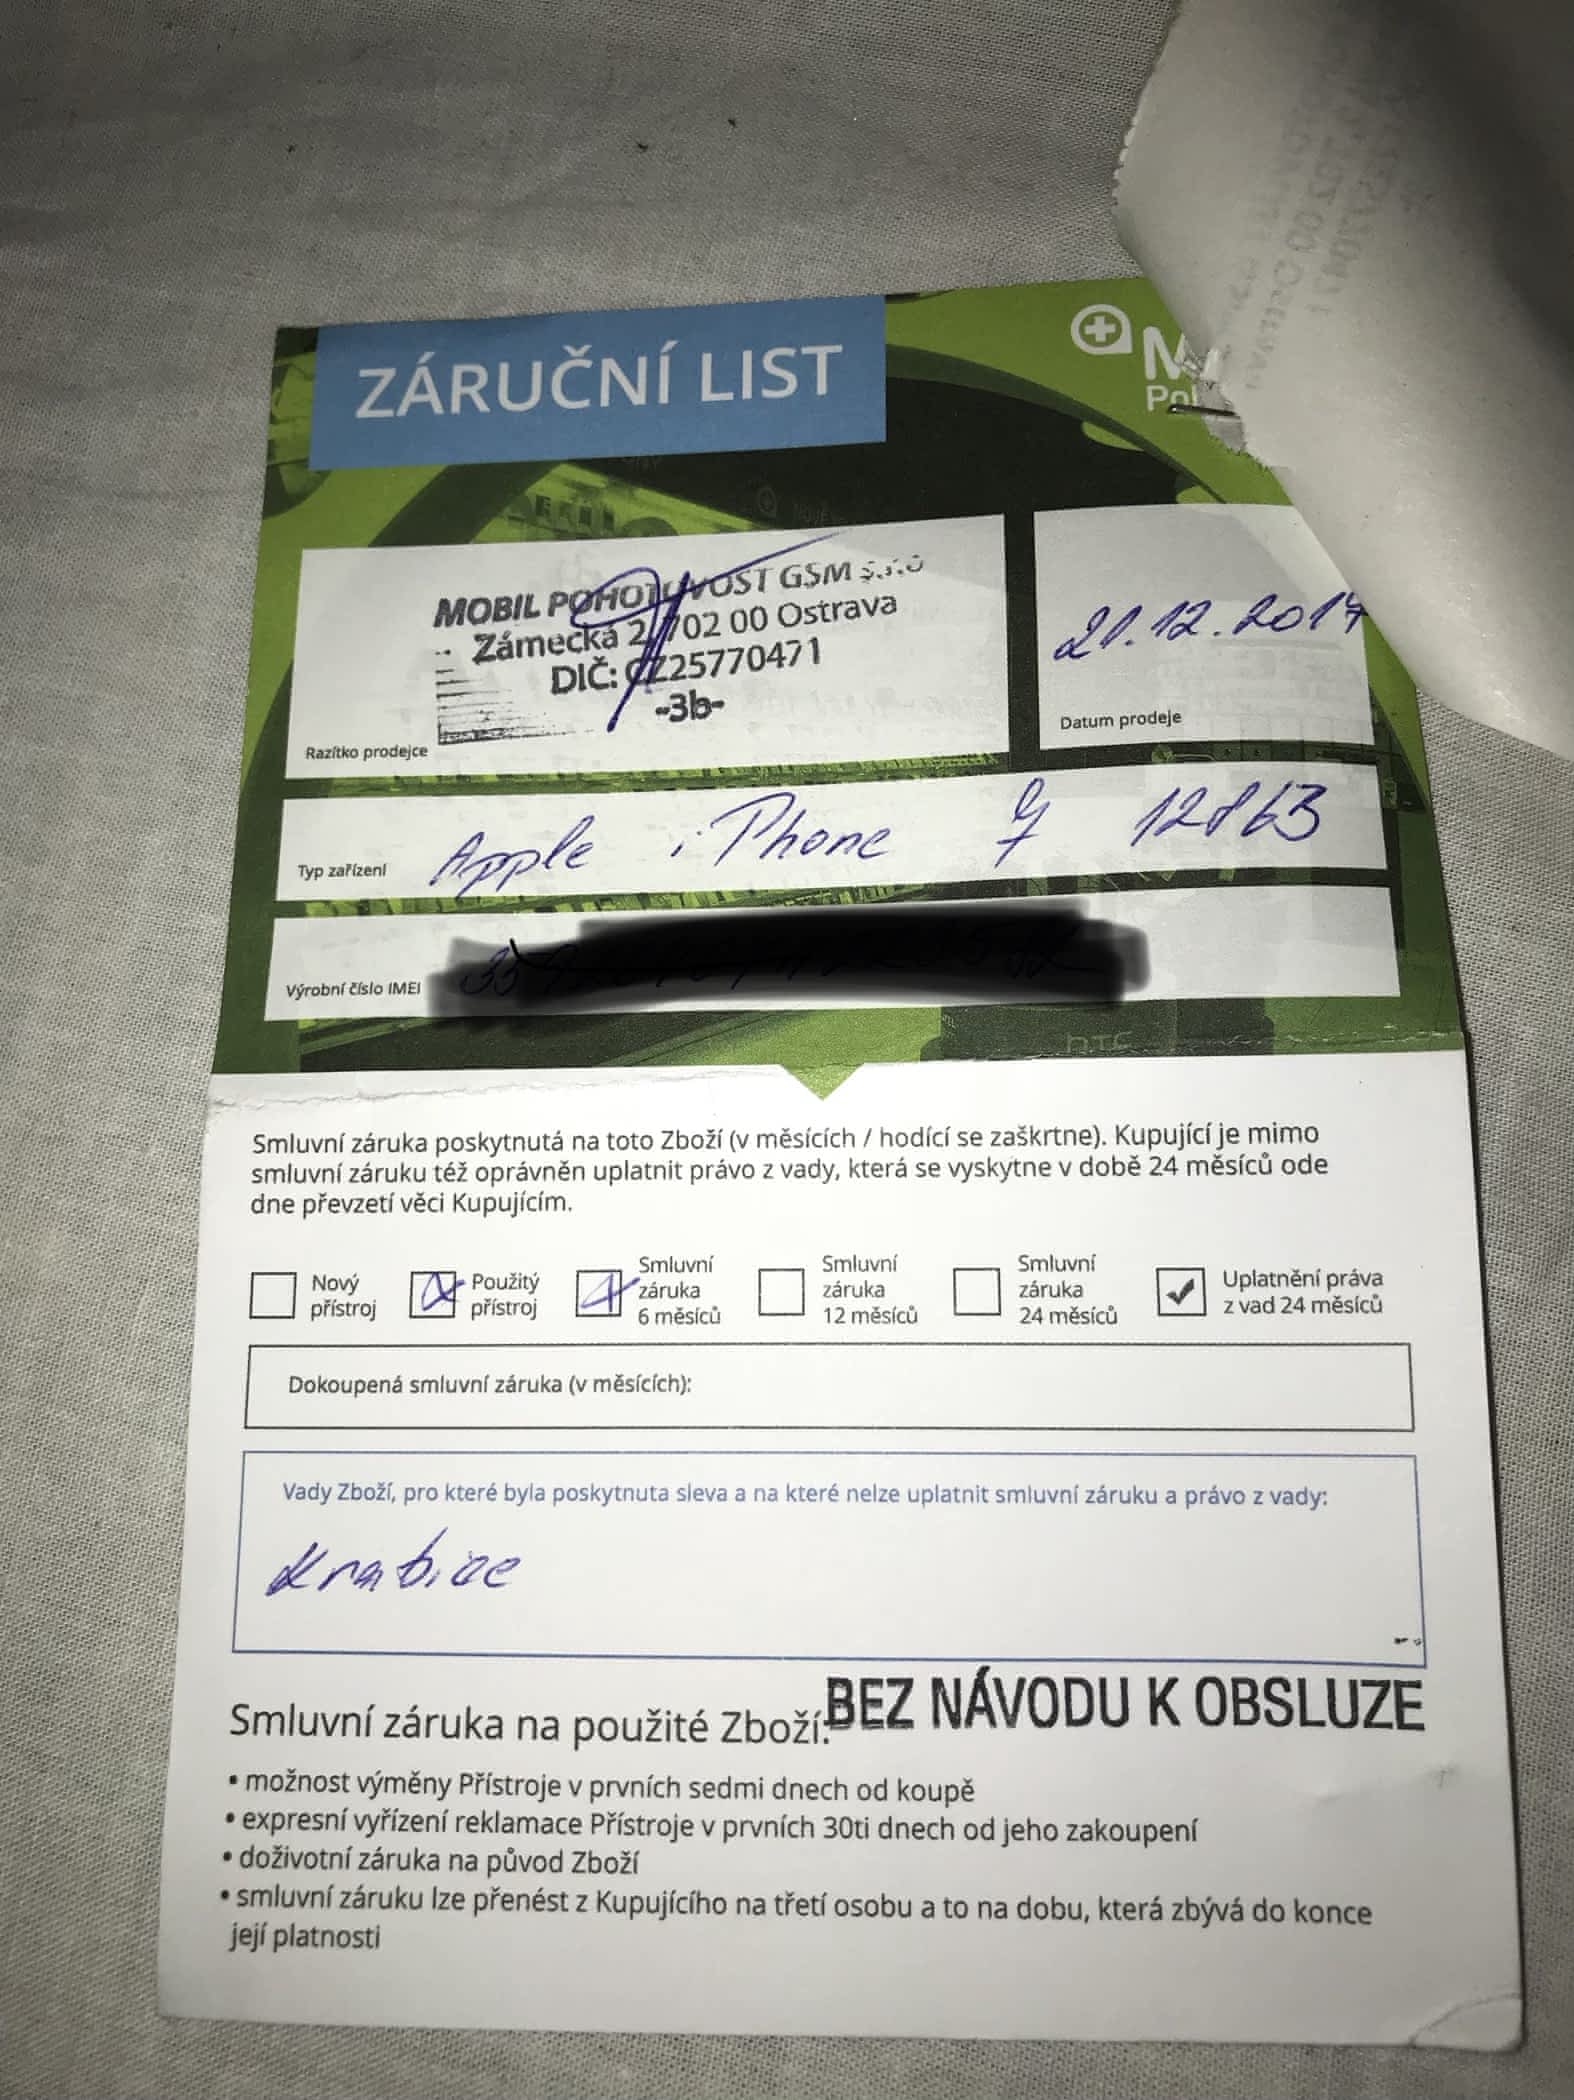 ZÁRUČNÍ LIST
MOBIL POHOTOVOST GSM s.r.o
Zámecká 2, 702 00 Ostrava
DIČ: CZ25770471
-3b-
Razítko prodejce
21.12.2017
Datum prodeje
Typ zařízení Apple iPhone 7 128GB
Výrobní číslo IMEI
Smluvní záruka poskytnutá na toto Zboží (v měsících / hodící se zaškrtne). Kupující je mimo
smluvní záruku též oprávněn uplatnit právo z vady, která se vyskytne v době 24 měsíců ode
dne převzetí věci Kupujícím.
Nový přístroj
Použitý přístroj
Smluvní záruka 6 měsíců
Smluvní záruka 12 měsíců
Smluvní záruka 24 měsíců
Uplatnění práva z vad 24 měsíců
Dokoupená smluvní záruka (v měsících):
Vady Zboží, pro které byla poskytnuta sleva a na které nelze uplatnit smluvní záruku a právo z vady:
Krabice
BEZ NÁVODU K OBSLUZE
Smluvní záruka na použité Zboží:
• možnost výměny Přístroje v prvních sedmi dnech od koupě
• expresní vyřízení reklamace Přístroje v prvních 30ti dnech od jeho zakoupení
• doživotní záruka na původ Zboží
• smluvní záruku lze přenést z Kupujícího na třetí osobu a to na dobu, která zbývá do konce
její platnosti